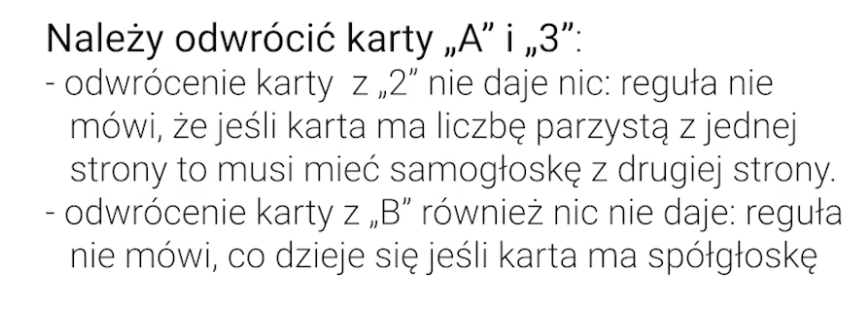 Należy odwrócić karty „A” i „3”:
- odwrócenie karty z „2” nie daje nic: reguła nie
mówi, że jeśli karta ma liczbę parzystą z jednej
strony to musi mieć samogłoskę z drugiej strony.
- odwrócenie karty z „B” również nic nie daje: reguła
nie mówi, co dzieje się jeśli karta ma spółgłoskę